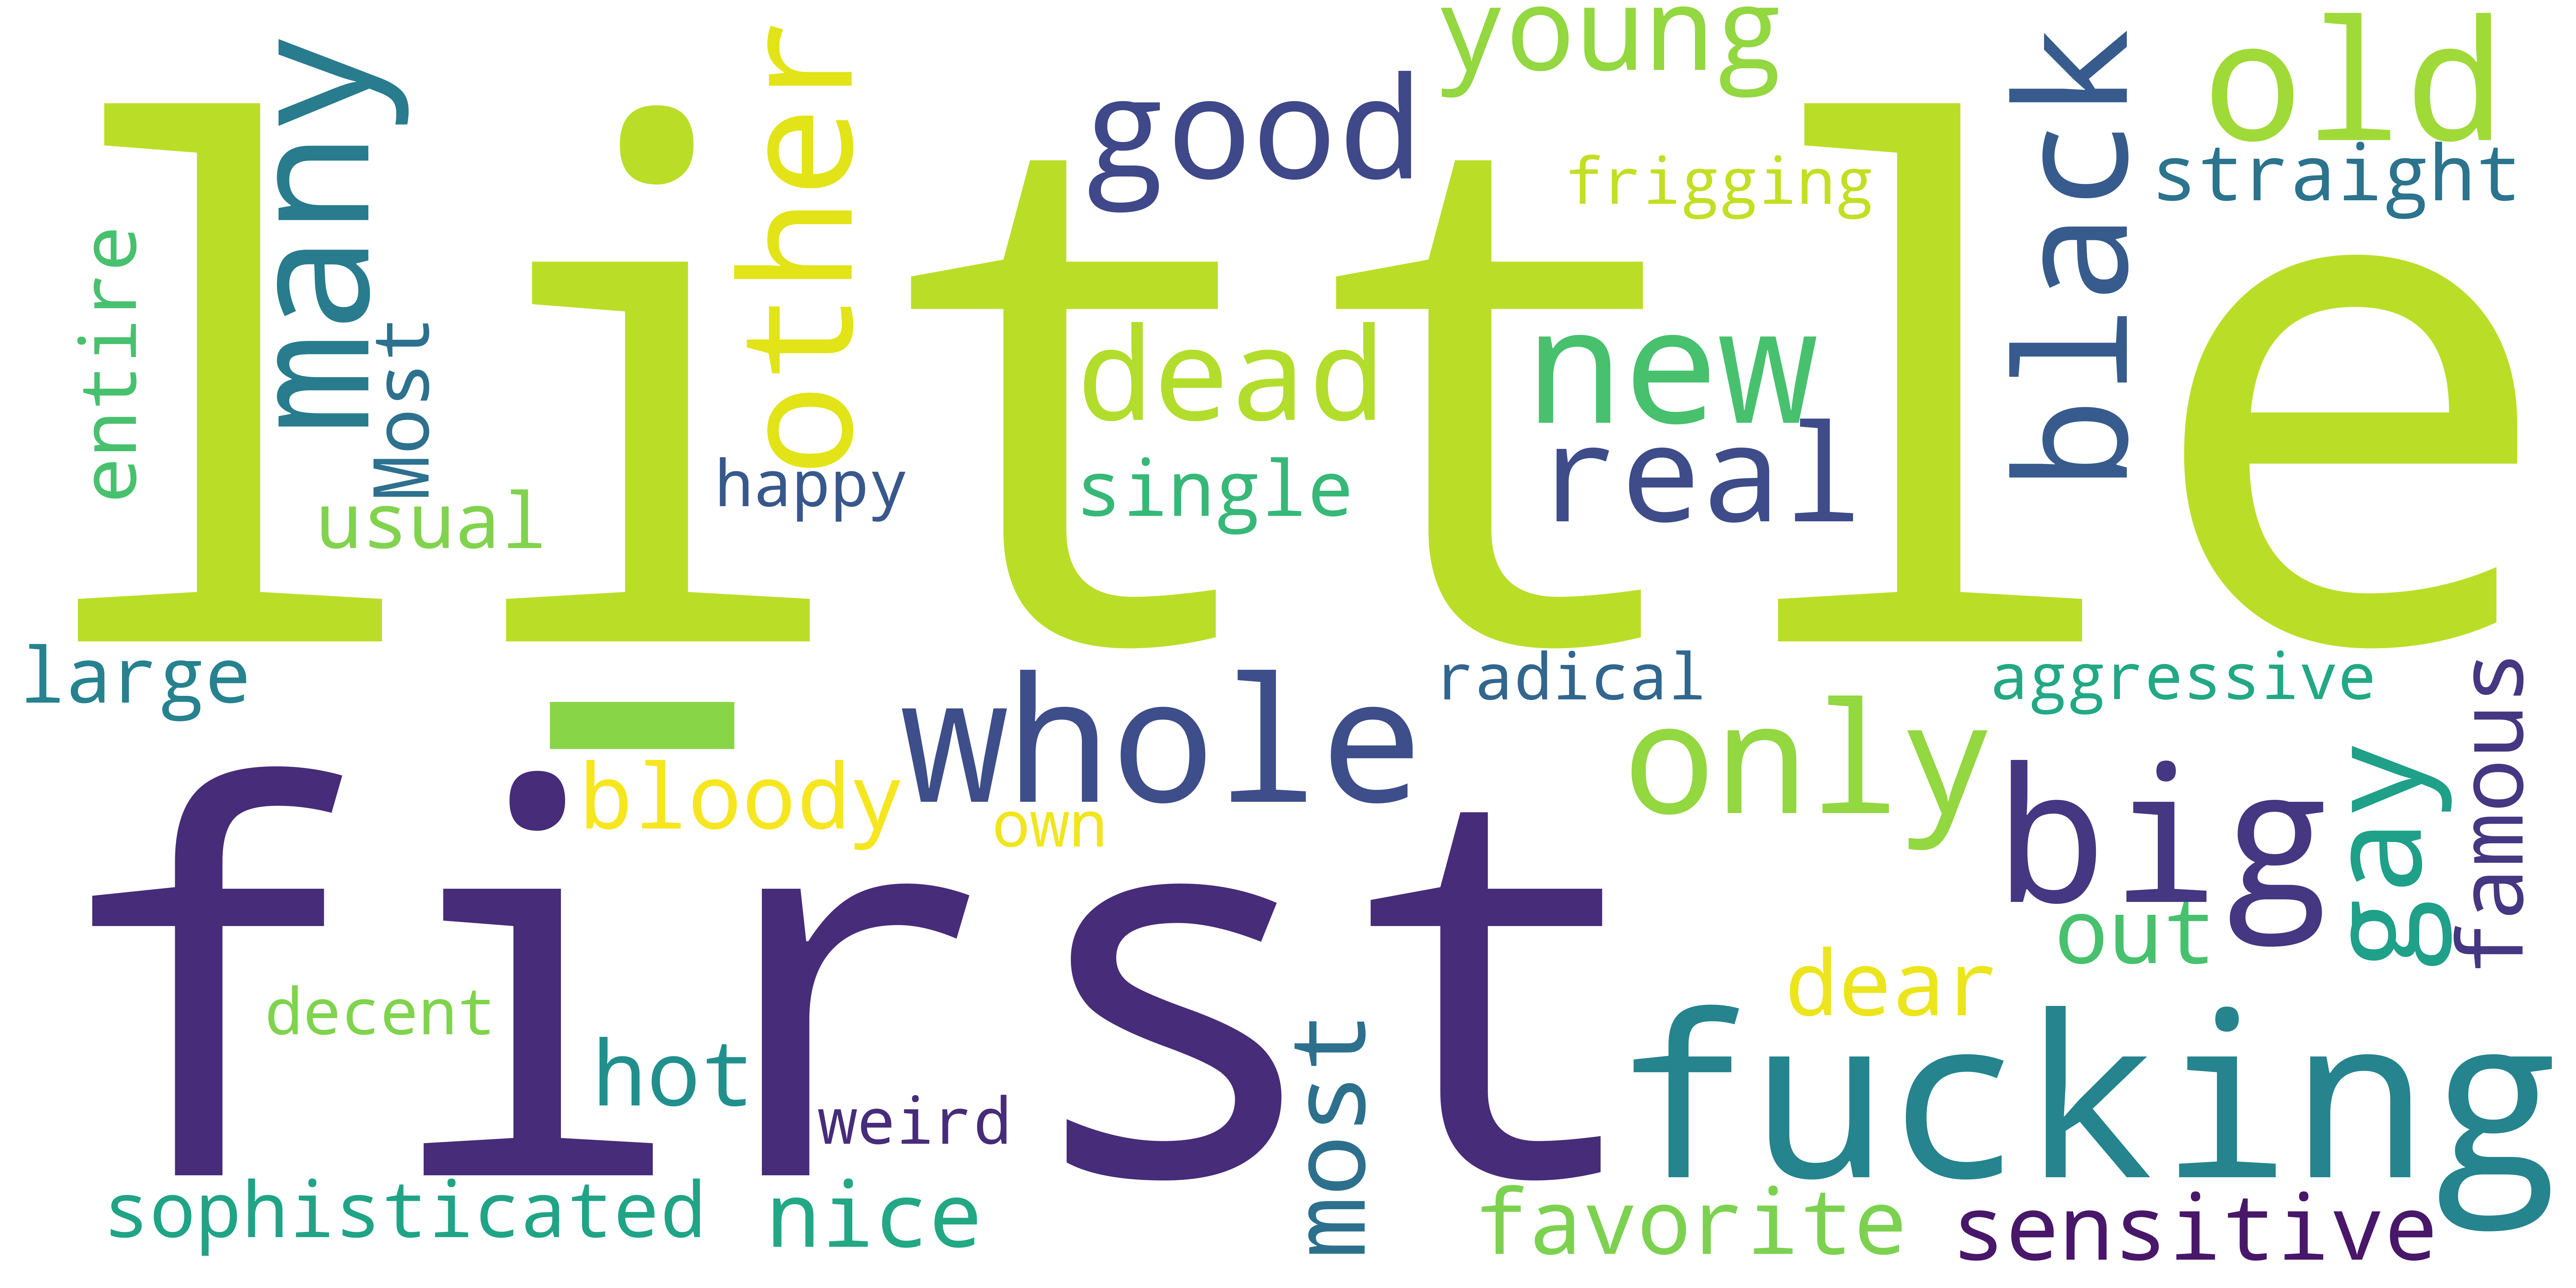 little
many
other
good
young
frigging
black
old
straight
entire
Most
usual
happy
dead
single
new
real
large
-
whole
radical
only
aggressive
famous
bloody
own
big
gay
first
out
decent
hot
weird
most
dear
fucking
sophisticated
nice
favorite
sensitive